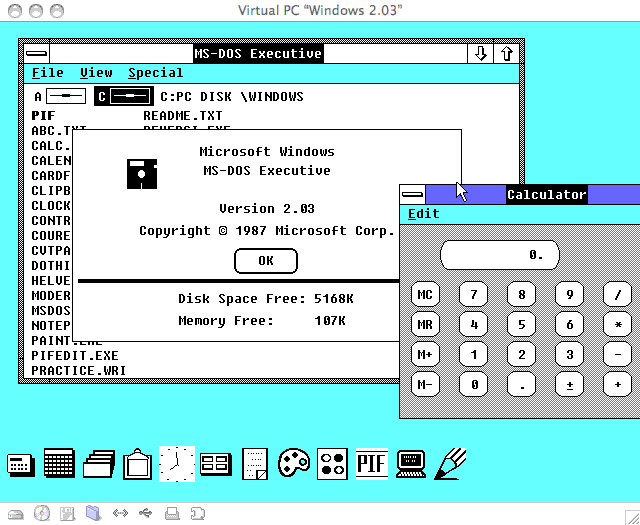 Virtual PC "Windows 2.03"
MS-DOS Executive
File View Special
A C C:PC DISK \WINDOWS
PIF README.TXT
ABC.TXT REVERSI.EXE
CALC.
CALEN
CARDF
CLIPB
CLOCK
CONTR
COURE
CVTPA
DOTHI
HELVE
MODER
MSDOS
NOTEP
PAINT.EXE
PIFEDIT.EXE
PRACTICE.WRI
Microsoft Windows
MS-DOS Executive
Version 2.03
Copyright © 1987 Microsoft Corp.
OK
Disk Space Free: 5168K
Memory Free: 107K
Calculator
Edit
0.
MC 7 8 9 /
MR 4 5 6 *
M+ 1 2 3 -
M- 0 . ± +
PIF